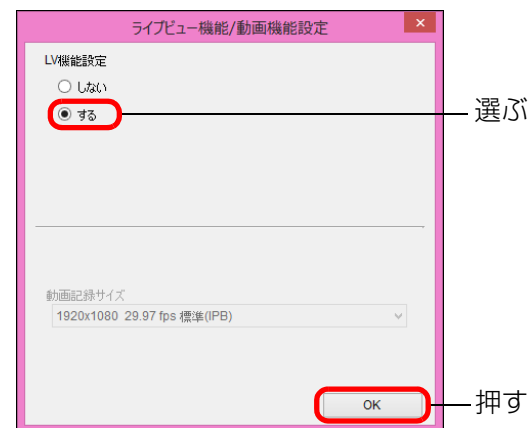 ライブビュー機能/動画機能設定
×
LV機能設定
しない
する
選ぶ
動画記録サイズ
1920x1080 29.97 fps 標準(IPB)
OK
押す